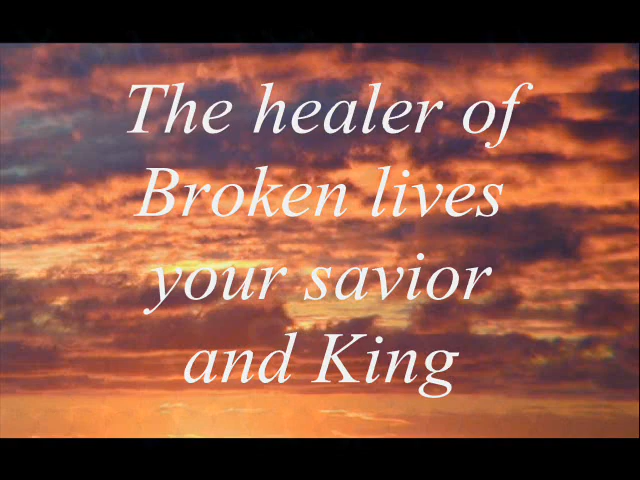 The healer of
Broken lives
your savior
and King